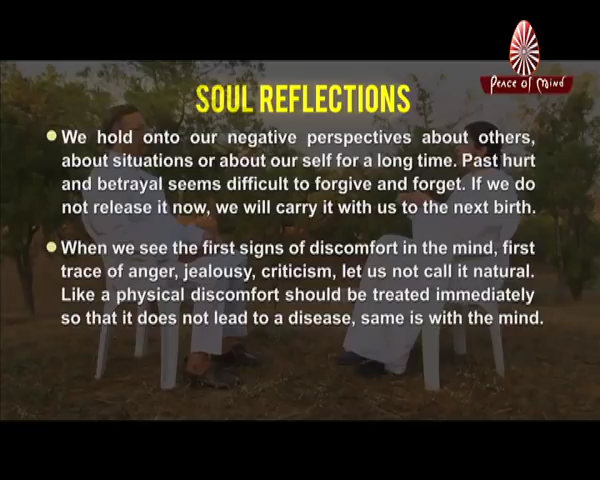 Peace of Mind
SOUL REFLECTIONS
We hold onto our negative perspectives about others,
about situations or about our self for a long time. Past hurt
and betrayal seems difficult to forgive and forget. If we do
not release it now, we will carry it with us to the next birth.
When we see the first signs of discomfort in the mind, first
trace of anger, jealousy, criticism, let us not call it natural.
Like a physical discomfort should be treated immediately
so that it does not lead to a disease, same is with the mind.